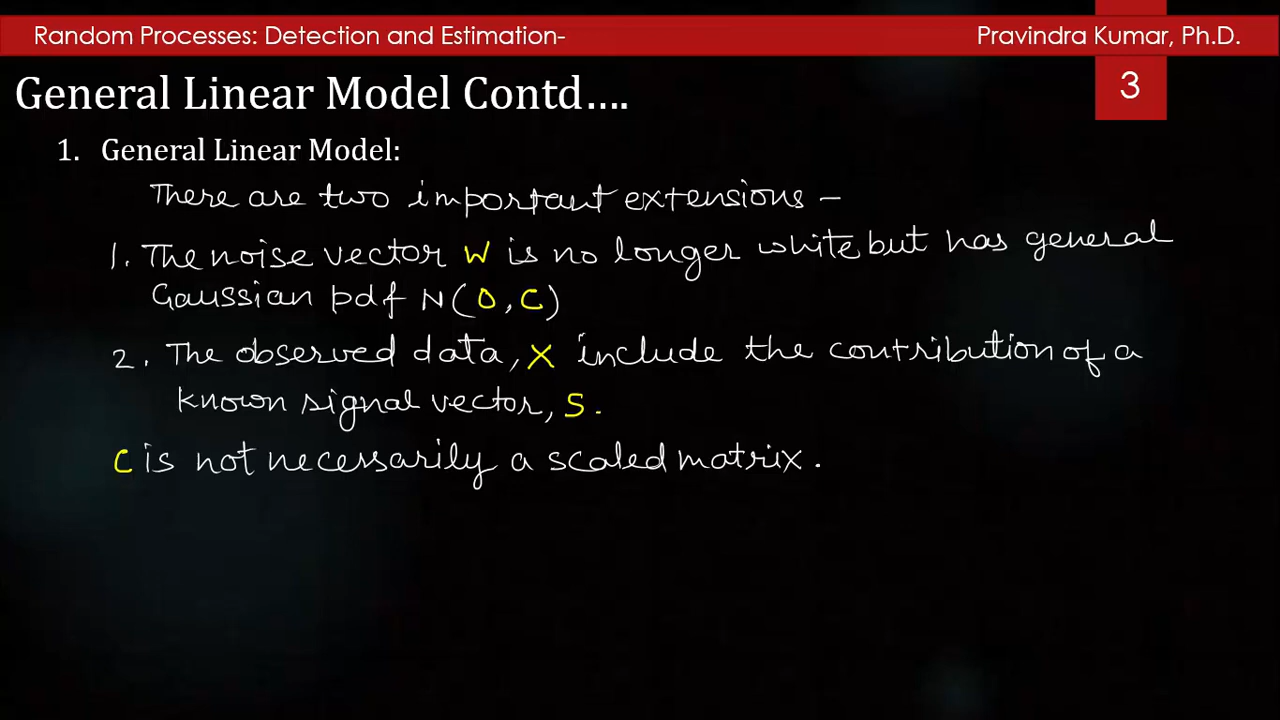 Random Processes: Detection and Estimation-
Pravindra Kumar, Ph.D.
General Linear Model Contd....
3
1. General Linear Model:
There are two important extensions –
1. The noise vector W is no longer white but has general
Gaussian pdf N(0,C)
2. The observed data, X include the contribution of a
known signal vector, S.
C is not necessarily a scaled matrix.